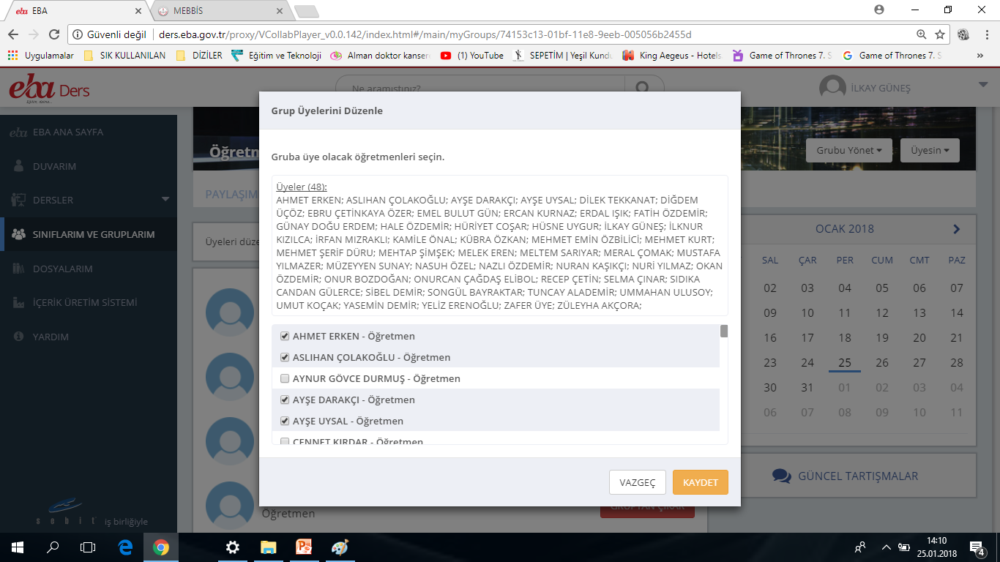 EBA
MEBBİS
Güvenli değil
ders.eba.gov.tr/proxy/VCollabPlayer_v0.0.142/index.html#/main/myGroups/74153c13-01bf-11e8-9eeb-005056b2455d
Uygulamalar
SIK KULLANILAN
DİZİLER
Eğitim ve Teknoloji
Alman doktor kanser
(1) YouTube
SEPETİM | Yeşil Kund
King Aegeus - Hotels
Game of Thrones 7. S
Game of Thrones 7. S
eba Ders
Ne aramıştınız?
İLKAY GÜNEŞ
EBA ANA SAYFA
DUVARIM
DERSLER
SINIFLARIM VE GRUPLARIM
DOSYALARIM
İÇERİK ÜRETİM SİSTEMİ
YARDIM
sebit işbirliğiyle
Öğretm
Grubu Yönet
Üyesin
PAYLAŞIM
Üyeleri düze
Grup Üyelerini Düzenle
Gruba üye olacak öğretmenleri seçin.
Üyeler (48):
AHMET ERKEN; ASLIHAN ÇOLAKOĞLU; AYŞE DARAKÇI; AYŞE UYSAL; DİLEK TEKKANAT; DİĞDEM
ÜÇÖZ; EBRU ÇETİNKAYA ÖZER; EMEL BULUT GÜN; ERCAN KURNAZ; ERDAL IŞIK; FATİH ÖZDEMİR;
GÜNAY DOĞU ERDEM; HALE ÖZDEMİR; HÜRİYET COŞAR; HÜSNE UYGUR; İLKAY GÜNEŞ; İLKNUR
KIZILCA; İRFAN MIZRAKLI; KAMİLE ÖNAL; KÜBRA ÖZKAN; MEHMET EMİN ÖZBİLİCİ; MEHMET KURT;
MEHMET ŞERİF DÜRU; MEHTAP ŞİMŞEK; MELEK EREN; MELTEM SARIYAR; MERAL ÇOMAK; MUSTAFA
YILMAZER; MÜZEYYEN SUNAY; NASUH ÖZEL; NAZLI ÖZDEMİR; NURAN KAŞIKÇI; NURİ YILMAZ; OKAN
ÖZDEMİR; ONUR BOZDOĞAN; ONURCAN ÇAĞDAŞ ELİBOL; RECEP ÇETİN; SELMA ÇINAR; SIDIKA
CANDAN GÜLERCE; SİBEL DEMİR; SONGÜL BAYRAKTAR; TUNCAY ALADEMİR; UMMAHAN ULUSOY;
UMUT KOÇAK; YASEMİN DEMİR; YELİZ ERENOĞLU; ZAFER ÜYE; ZÜLEYHA AKÇORA;
AHMET ERKEN - Öğretmen
ASLIHAN ÇOLAKOĞLU - Öğretmen
AYNUR GÖVCE DURMUŞ - Öğretmen
AYŞE DARAKÇI - Öğretmen
AYŞE UYSAL - Öğretmen
CENNET KIRDAR - Öğretmen
VAZGEÇ
KAYDET
Öğretmen
GRUPTAN ÇIKAR
OCAK 2018
SAL ÇAR PER CUM CMT PAZ
02 03 04 05 06 07
09 10 11 12 13 14
16 17 18 19 20 21
23 24 25 26 27 28
30 31 01 02 03 04
06 07 08 09 10 11
GÜNCEL TARTIŞMALAR
14:10
25.01.2018
4